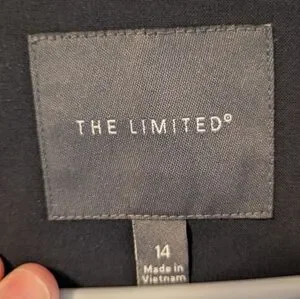 THE LIMITED®
14
Made in
Vietnam